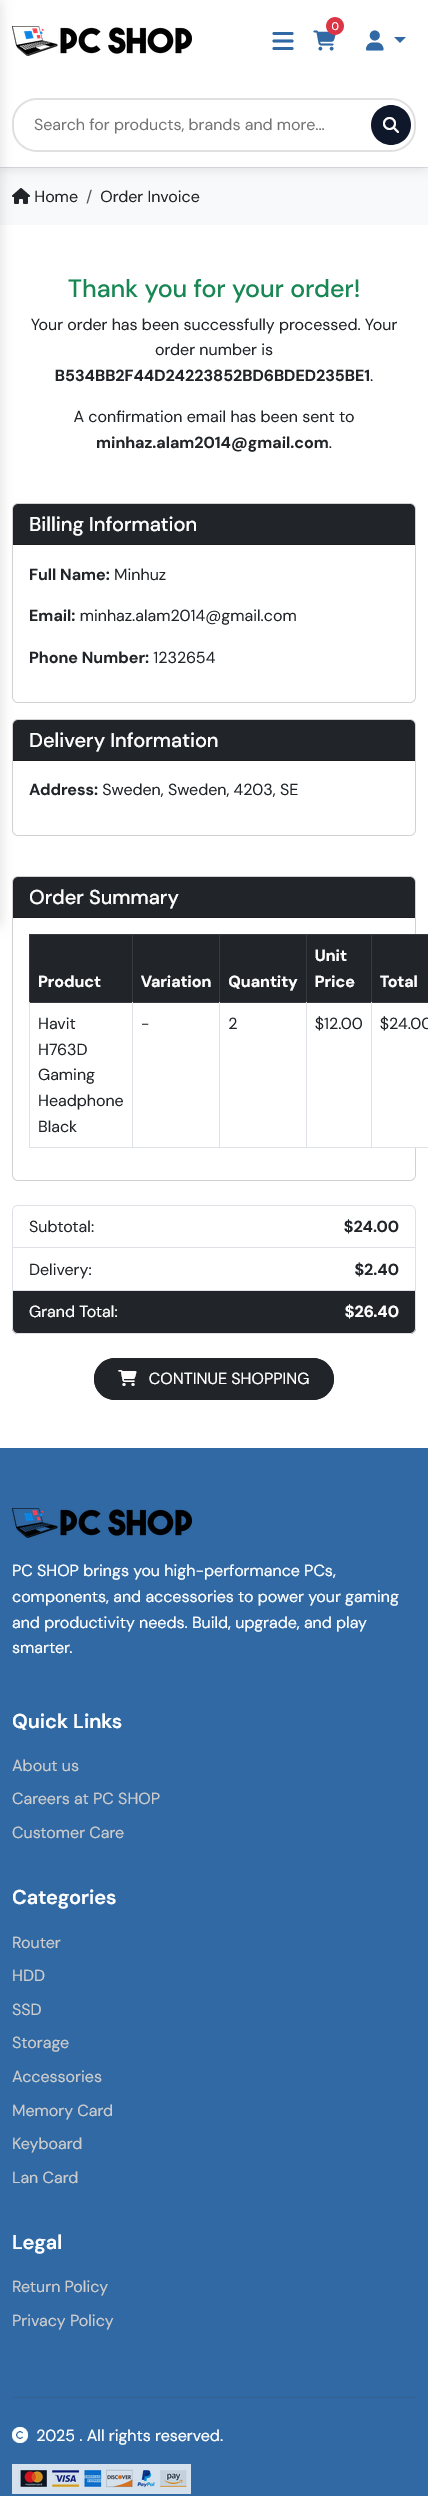 PC SHOP
0
Search for products, brands and more...
Home / Order Invoice
Thank you for your order!
Your order has been successfully processed. Your
order number is
B534BB2F44D24223852BD6BDED235BE1.
A confirmation email has been sent to
minhaz.alam2014@gmail.com.
Billing Information
Full Name: Minhuz
Email: minhaz.alam2014@gmail.com
Phone Number: 1232654
Delivery Information
Address: Sweden, Sweden, 4203, SE
Order Summary
Product Variation Quantity Unit Price Total
Havit H763D Gaming Headphone Black - 2 $12.00 $24.00
Subtotal: $24.00
Delivery: $2.40
Grand Total: $26.40
CONTINUE SHOPPING
PC SHOP
PC SHOP brings you high-performance PCs,
components, and accessories to power your gaming
and productivity needs. Build, upgrade, and play
smarter.
Quick Links
About us
Careers at PC SHOP
Customer Care
Categories
Router
HDD
SSD
Storage
Accessories
Memory Card
Keyboard
Lan Card
Legal
Return Policy
Privacy Policy
© 2025 . All rights reserved.
mastercard VISA AMERICAN EXPRESS DISCOVER PayPal amazon pay